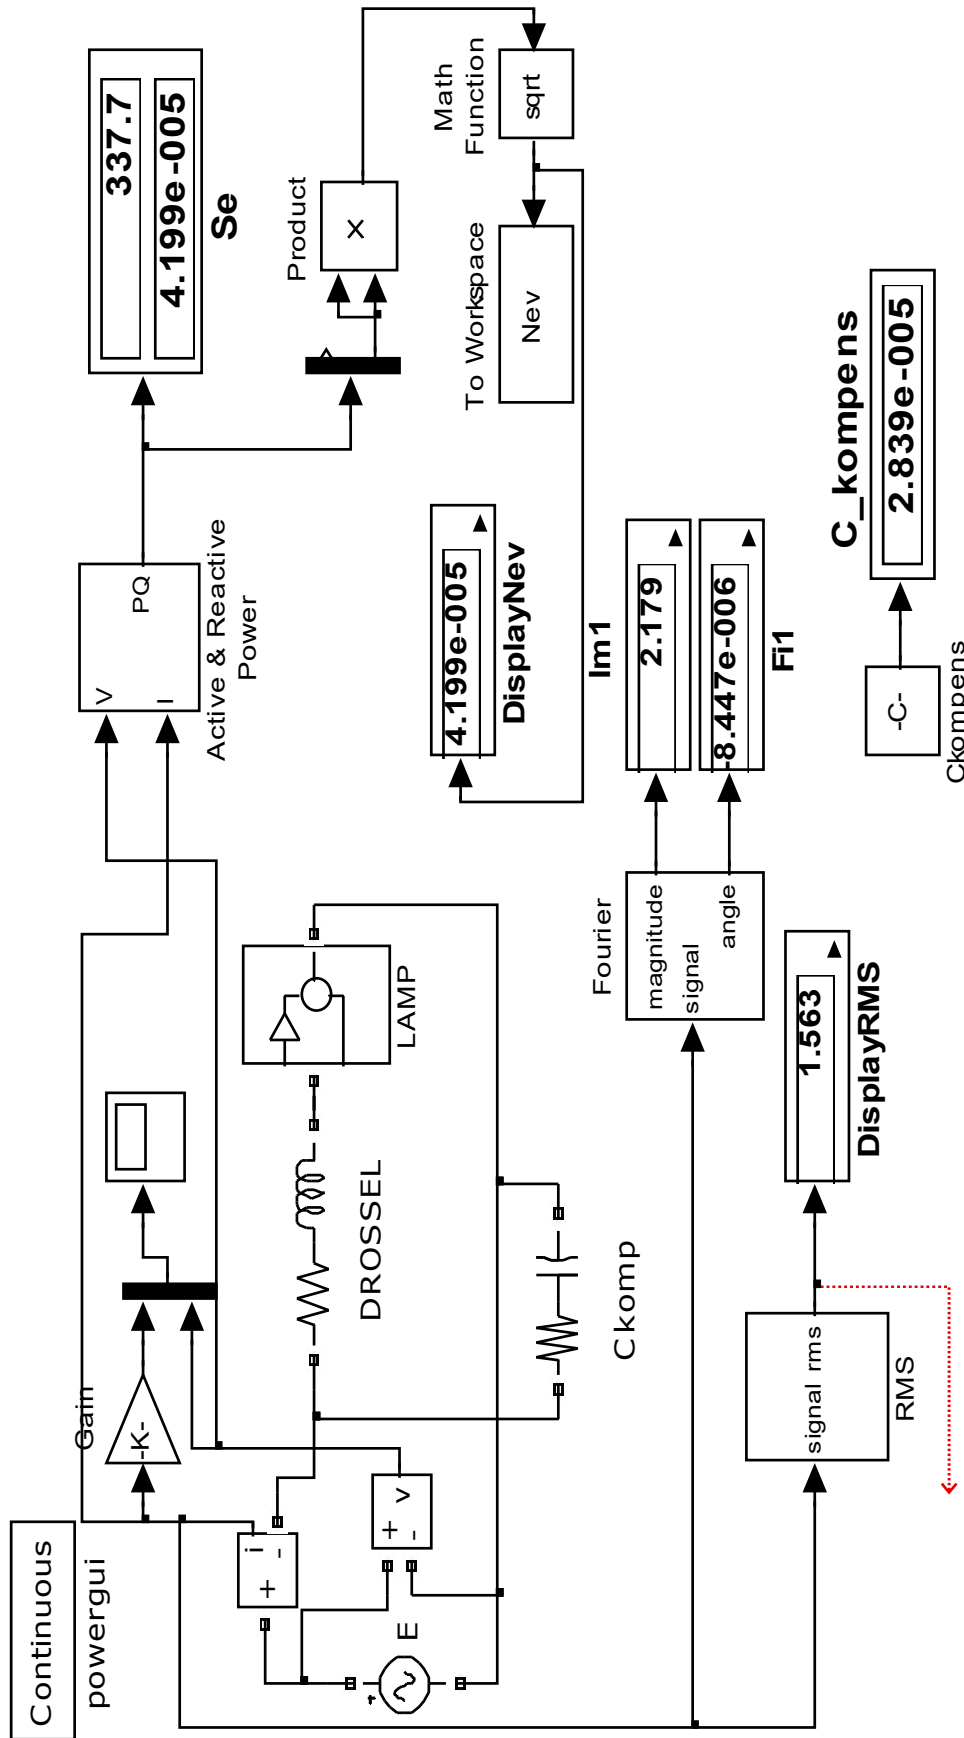 Continuous
powergui
Gain
-K-
i
+
-
+
-
v
E
DROSSEL
Ckomp
LAMP
V
I
PQ
Active & Reactive
Power
337.7
4.199e-005
Se
Product
×
Math
Function
sqrt
To Workspace
Nev
4.199e-005
DisplayNev
Fourier
magnitude
signal
angle
Im1
2.179
-8.447e-006
Fi1
signal rms
RMS
1.563
DisplayRMS
-C-
Ckompens
C_kompens
2.839e-005